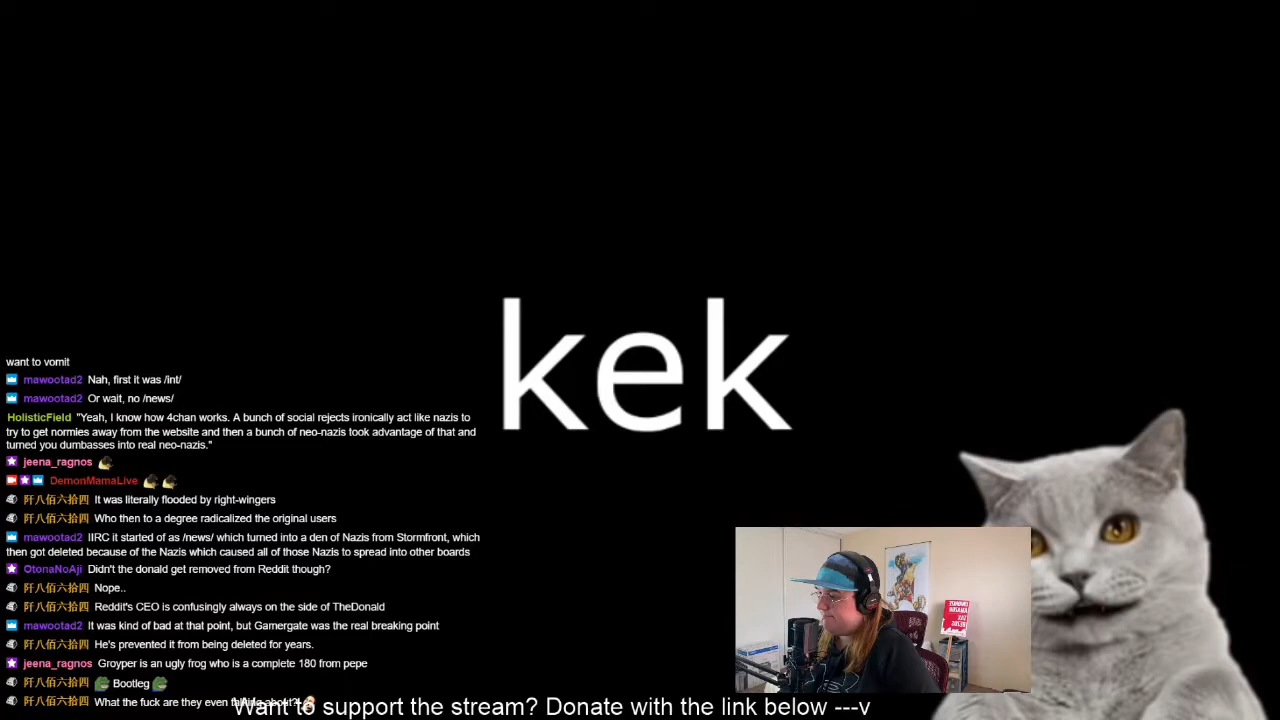 kek
want to vomit
mawootad2 Nah, first it was /int/
mawootad2 Or wait, no /news/
HolisticField "Yeah, I know how 4chan works. A bunch of social rejects ironically act like nazis to
try to get normies away from the website and then a bunch of neo-nazis took advantage of that and
turned you dumbasses into real neo-nazis."
jeena_ragnos
DemonMamaLive
阡八佰六拾四 It was literally flooded by right-wingers
阡八佰六拾四 Who then to a degree radicalized the original users
mawootad2 IIRC it started of as /news/ which turned into a den of Nazis from Stormfront, which
then got deleted because of the Nazis which caused all of those Nazis to spread into other boards
OtonaNoAji Didn't the donald get removed from Reddit though?
阡八佰六拾四 Nope..
阡八佰六拾四 Reddit's CEO is confusingly always on the side of TheDonald
mawootad2 It was kind of bad at that point, but Gamergate was the real breaking point
阡八佰六拾四 He's prevented it from being deleted for years.
jeena_ragnos Groyper is an ugly frog who is a complete 180 from pepe
阡八佰六拾四 Bootleg
阡八佰六拾四 What the fuck are they even talking about?
Want to support the stream? Donate with the link below ---v